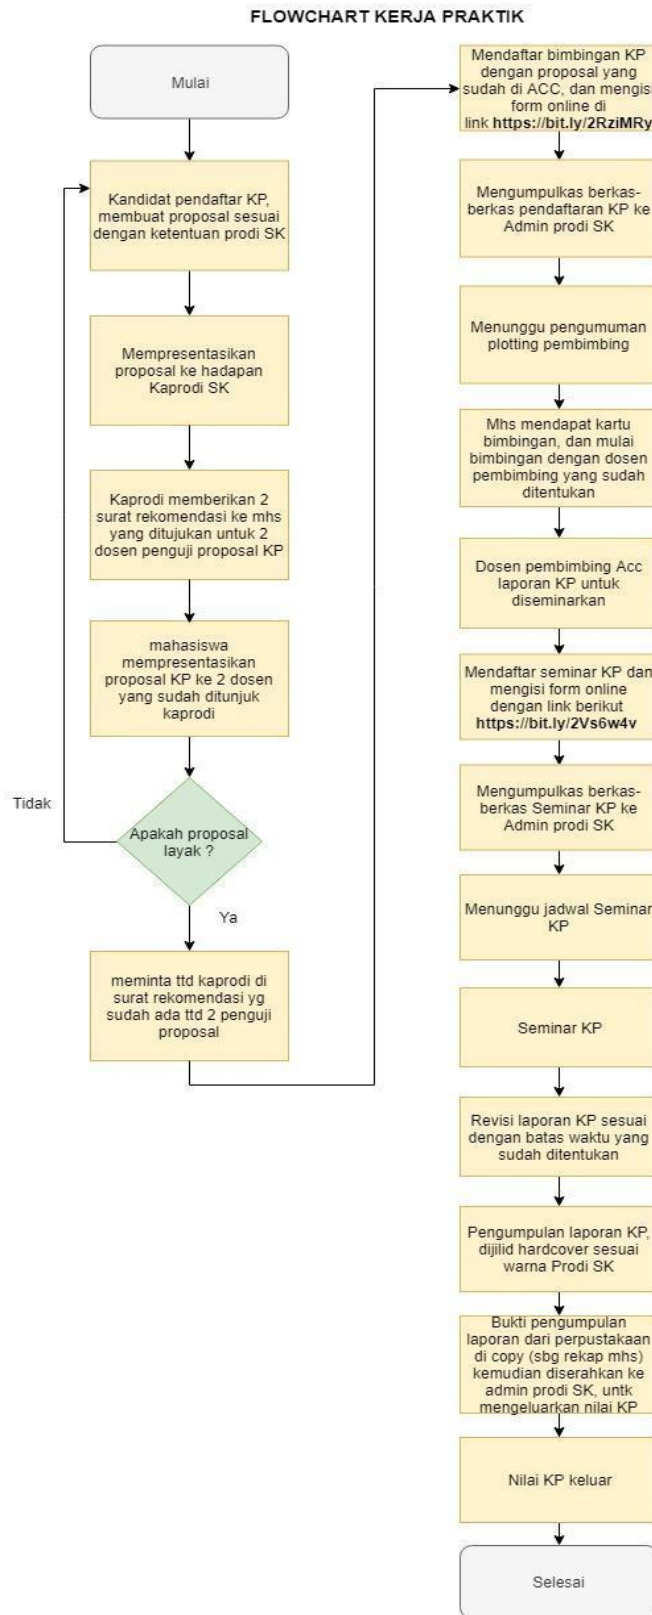 FLOWCHART KERJA PRAKTIK
Mulai
Kandidat pendaftar KP,
membuat proposal sesuai
dengan ketentuan prodi SK
Mempresentasikan
proposal ke hadapan
Kaprodi SK
Kaprodi memberikan 2
surat rekomendasi ke mhs
yang ditujukan untuk 2
dosen penguji proposal KP
mahasiswa
mempresentasikan
proposal KP ke 2 dosen
yang sudah ditunjuk
kaprodi
Tidak
Apakah proposal
layak ?
Ya
meminta ttd kaprodi di
surat rekomendasi yg
sudah ada ttd 2 penguji
proposal
Mendaftar bimbingan KP
dengan proposal yang
sudah di ACC, dan mengisi
form online di
link https://bit.ly/2RziMRy
Mengumpulkas berkas-
berkas pendaftaran KP ke
Admin prodi SK
Menunggu pengumuman
plotting pembimbing
Mhs mendapat kartu
bimbingan, dan mulai
bimbingan dengan dosen
pembimbing yang sudah
ditentukan
Dosen pembimbing Acc
laporan KP untuk
diseminarkan
Mendaftar seminar KP dan
mengisi form online
dengan link berikut
https://bit.ly/2Vs6w4v
Mengumpulkas berkas-
berkas Seminar KP ke
Admin prodi SK
Menunggu jadwal Seminar
KP
Seminar KP
Revisi laporan KP sesuai
dengan batas waktu yang
sudah ditentukan
Pengumpulan laporan KP,
dijilid hardcover sesuai
warna Prodi SK
Bukti pengumpulan
laporan dari perpustakaan
di copy (sbg rekap mhs)
kemudian diserahkan ke
admin prodi SK, untk
mengeluarkan nilai KP
Nilai KP keluar
Selesai